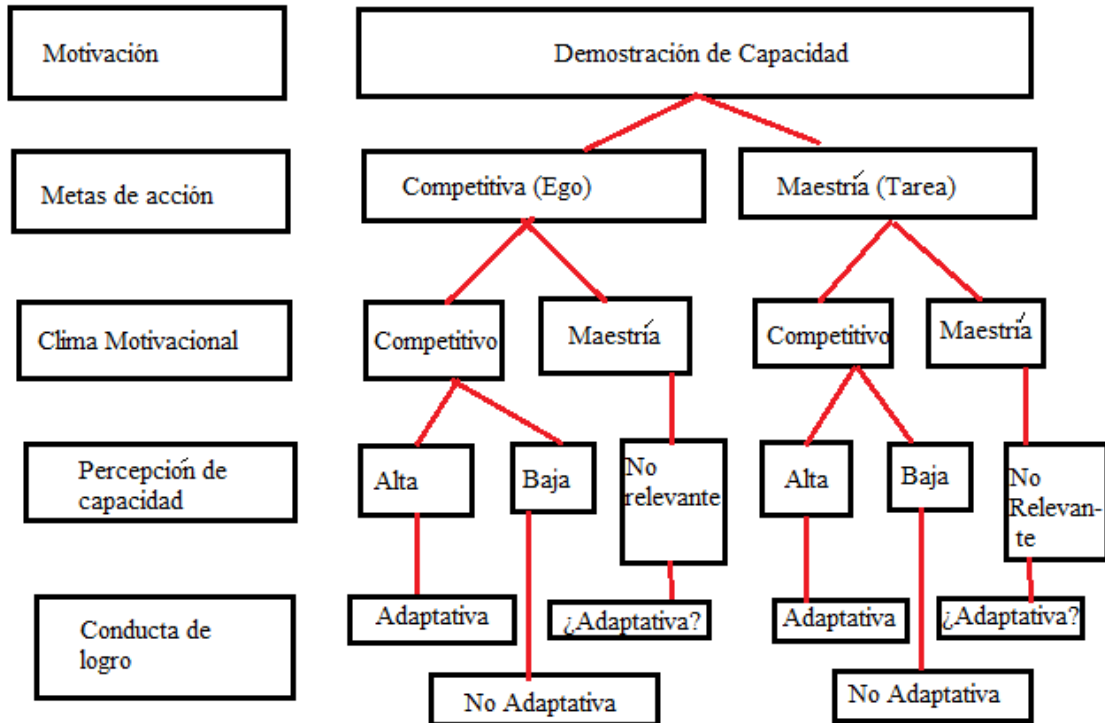 Motivación
Demostración de Capacidad
Metas de acción
Competitiva (Ego)
Maestría (Tarea)
Clima Motivacional
Competitivo
Maestría
Competitivo
Maestría
Percepción de
capacidad
Alta
Baja
No
relevante
Alta
Baja
No
Relevan-
te
Conducta de
logro
Adaptativa
¿Adaptativa?
Adaptativa
¿Adaptativa?
No Adaptativa
No Adaptativa